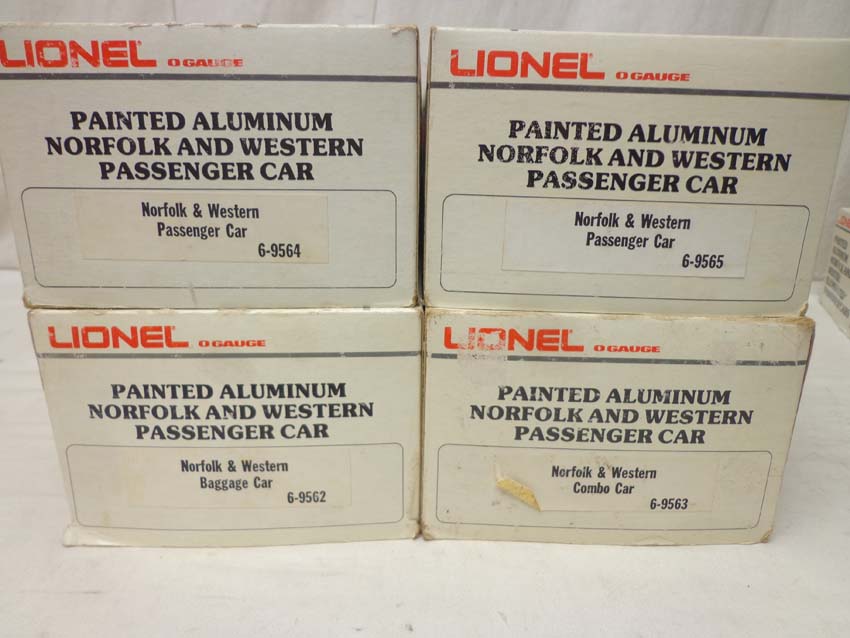 LIONEL O GAUGE
PAINTED ALUMINUM
NORFOLK AND WESTERN
PASSENGER CAR
Norfolk & Western
Passenger Car
6-9564
LIONEL O GAUGE
PAINTED ALUMINUM
NORFOLK AND WESTERN
PASSENGER CAR
Norfolk & Western
Passenger Car
6-9565
LIONEL O GAUGE
PAINTED ALUMINUM
NORFOLK AND WESTERN
PASSENGER CAR
Norfolk & Western
Baggage Car
6-9562
LIONEL O GAUGE
PAINTED ALUMINUM
NORFOLK AND WESTERN
PASSENGER CAR
Norfolk & Western
Combo Car
6-9563